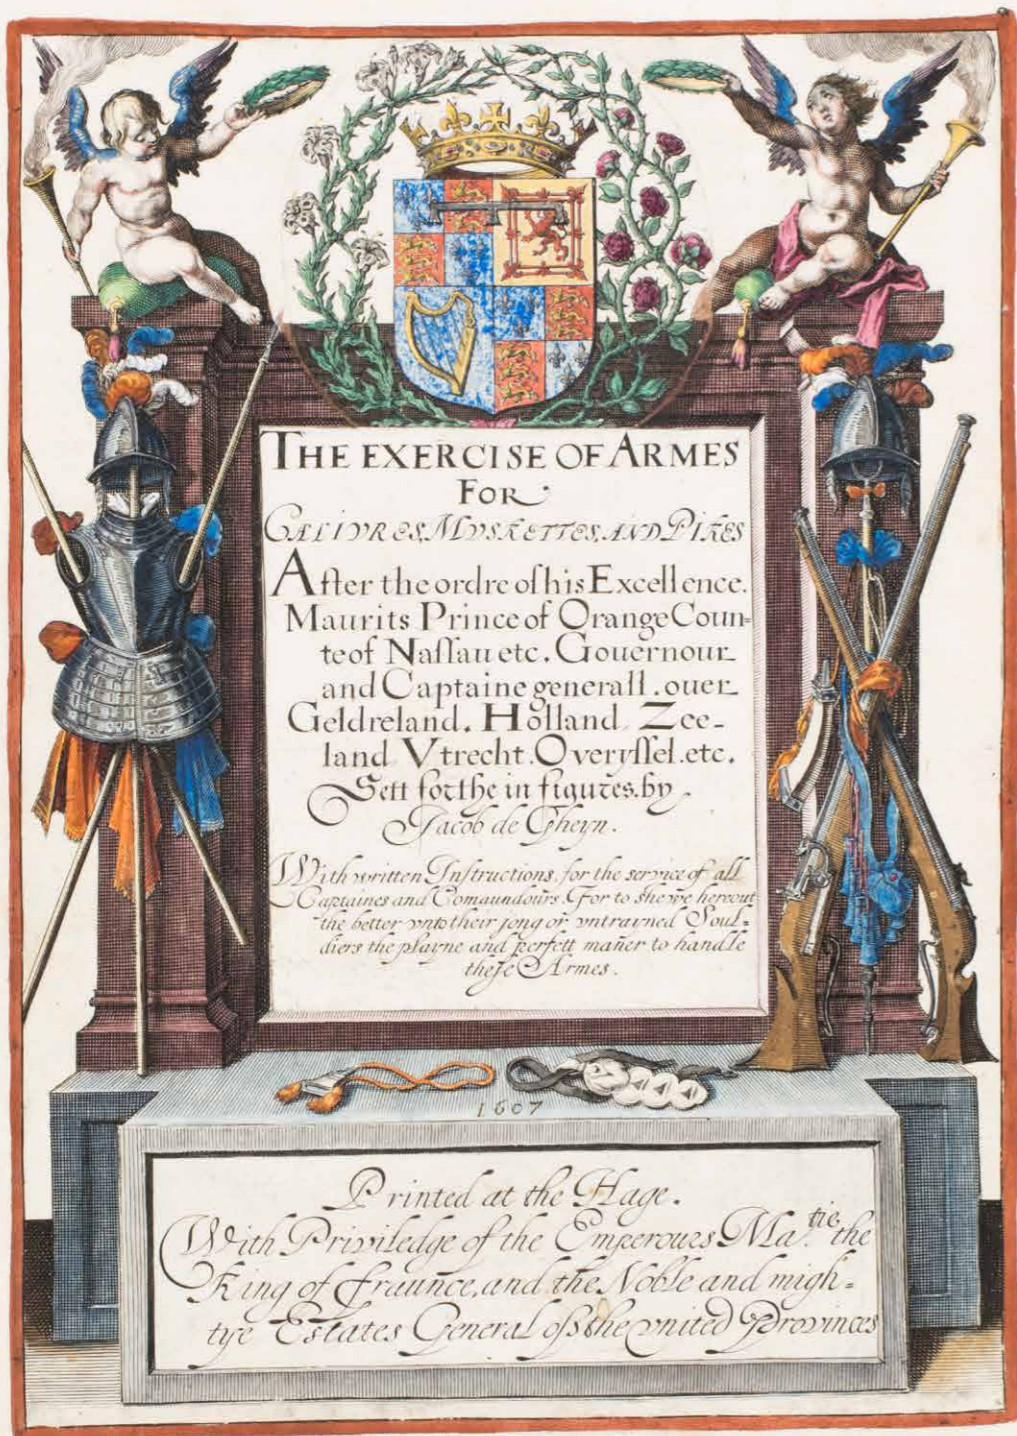 THE EXERCISE OF ARMES
FOR
CALIVRES, MVSKETTES, AND PIKES
After the ordre of his Excellence.
Maurits Prince of Orange Coun=
te of Nassau etc. Gouernour
and Captaine generall. ouer
Geldreland. Holland Zee-
land Vtrecht. Overyssel. etc.
Sett forthe in figures. by
Jacob de Gheyn.
With written Instructions, for the service of all
Captaines and Comaundours. For to shewe hereout
the better vnto their jong or vntrayned Soul=
diers the playne and perfett mañer to handle
these Armes.
1607
Printed at the Hage.
With Priviledge of the Emperours Ma.tie, the
King of fraunce, and the Noble and migh=
tye Estates General of the vnited Provinces